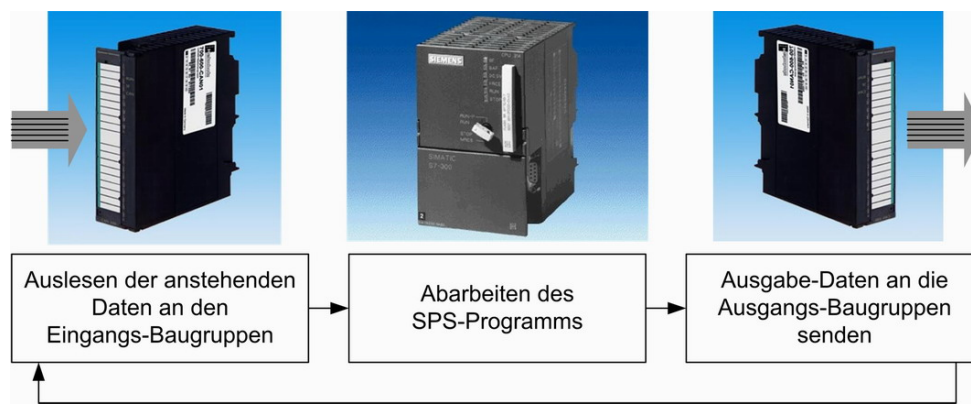 SIEMENS
SIMATIC
S7-300
Auslesen der anstehenden
Daten an den
Eingangs-Baugruppen
Abarbeiten des
SPS-Programms
Ausgabe-Daten an die
Ausgangs-Baugruppen
senden